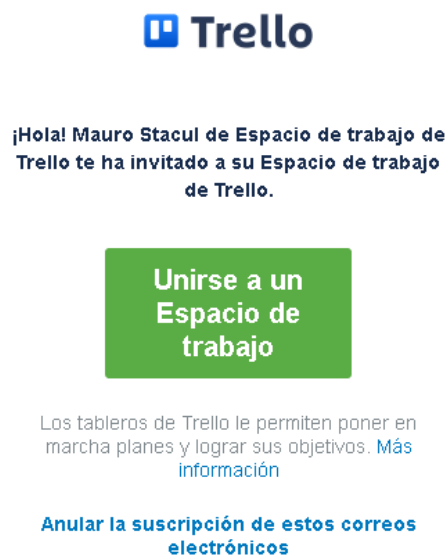 Trello
¡Hola! Mauro Stacul de Espacio de trabajo de
Trello te ha invitado a su Espacio de trabajo
de Trello.
Unirse a un
Espacio de
trabajo
Los tableros de Trello le permiten poner en
marcha planes y lograr sus objetivos. Más
información
Anular la suscripción de estos correos
electrónicos